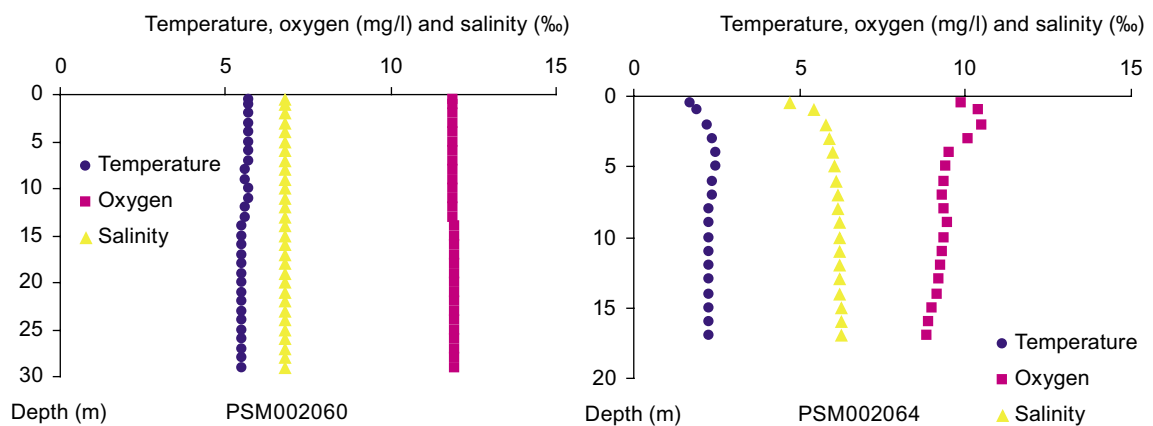 Temperature, oxygen (mg/l) and salinity (‰)
0 5 10 15
0
5
10
15
20
25
30
Temperature
Oxygen
Salinity
Depth (m) PSM002060
Temperature, oxygen (mg/l) and salinity (‰)
0 5 10 15
0
5
10
15
20
Temperature
Oxygen
Salinity
Depth (m) PSM002064